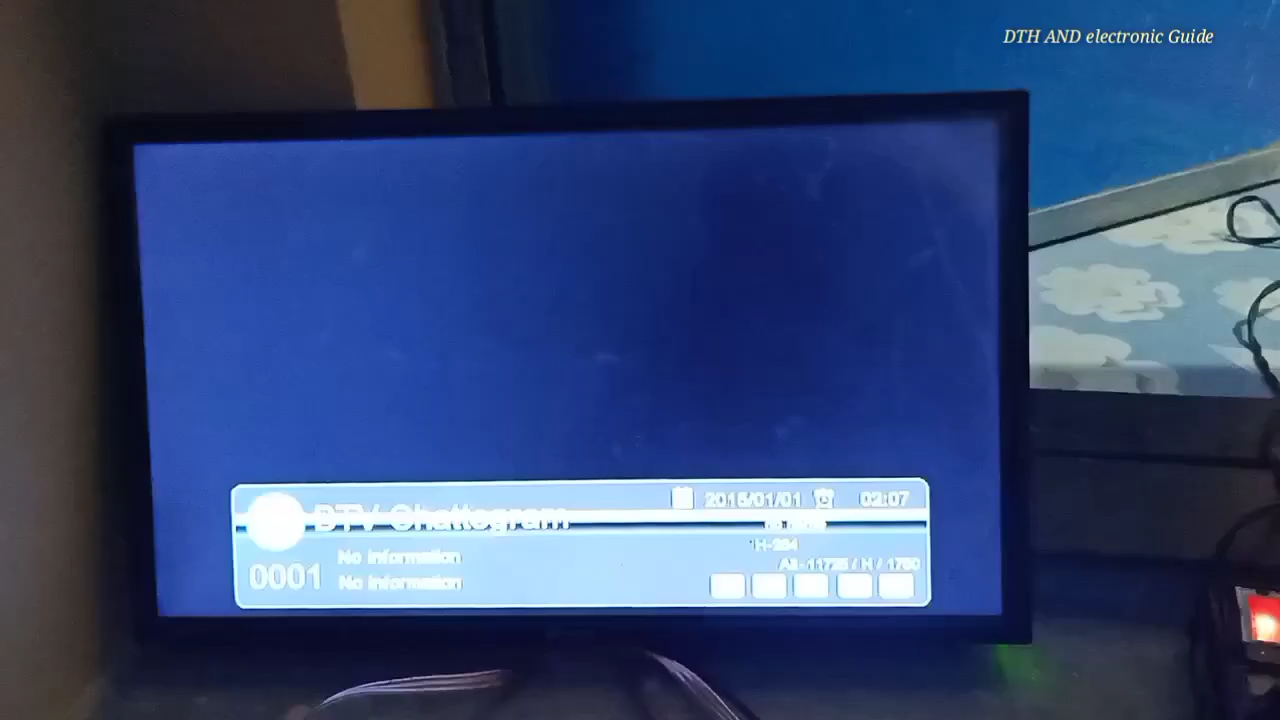 DTH AND electronic Guide
2015/01/01 02:07
BTV Chattogram
H-264
No Information
0001
No Information